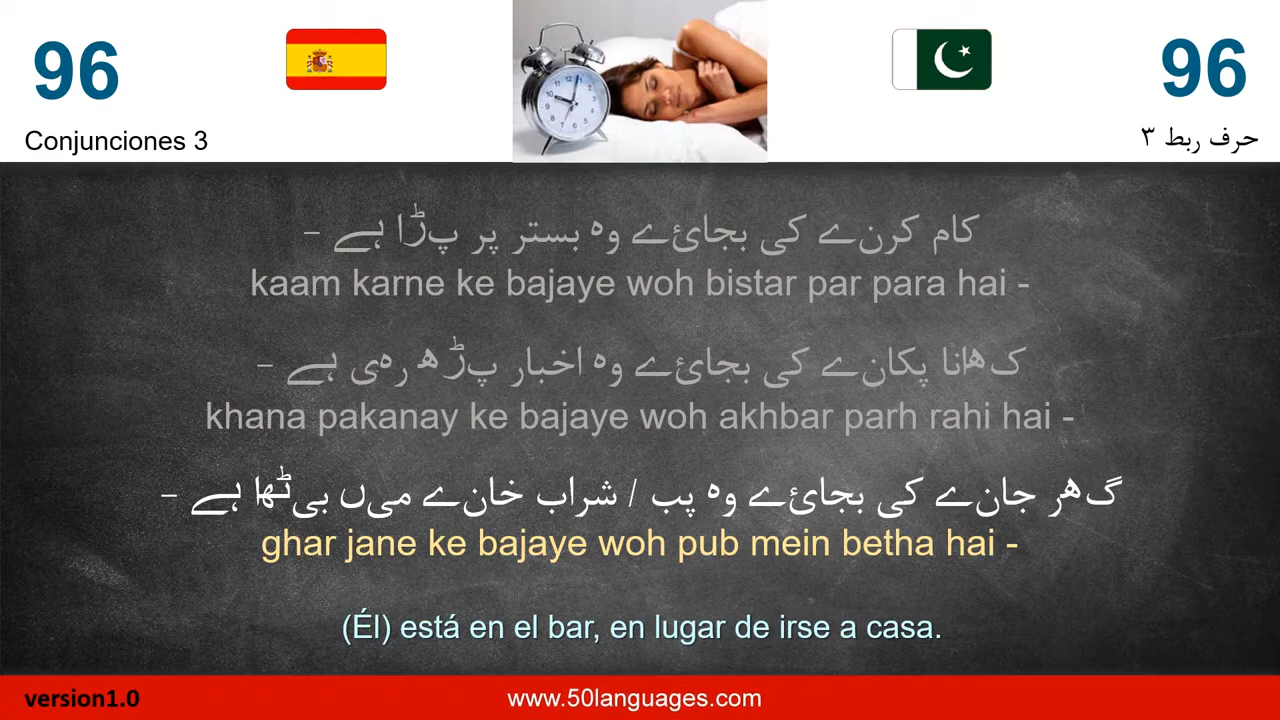 96
96
Conjunciones 3
حرف ربط ۳
کام کرنے کی بجائے وہ بستر پر پڑا ہے –
kaam karne ke bajaye woh bistar par para hai -
کھانا پکانے کی بجائے وہ اخبار پڑھ رہی ہے –
khana pakanay ke bajaye woh akhbar parh rahi hai -
گھر جانے کی بجائے وہ پب / شراب خانے میں بیٹھا ہے –
ghar jane ke bajaye woh pub mein betha hai -
(Él) está en el bar, en lugar de irse a casa.
version1.0
www.50languages.com